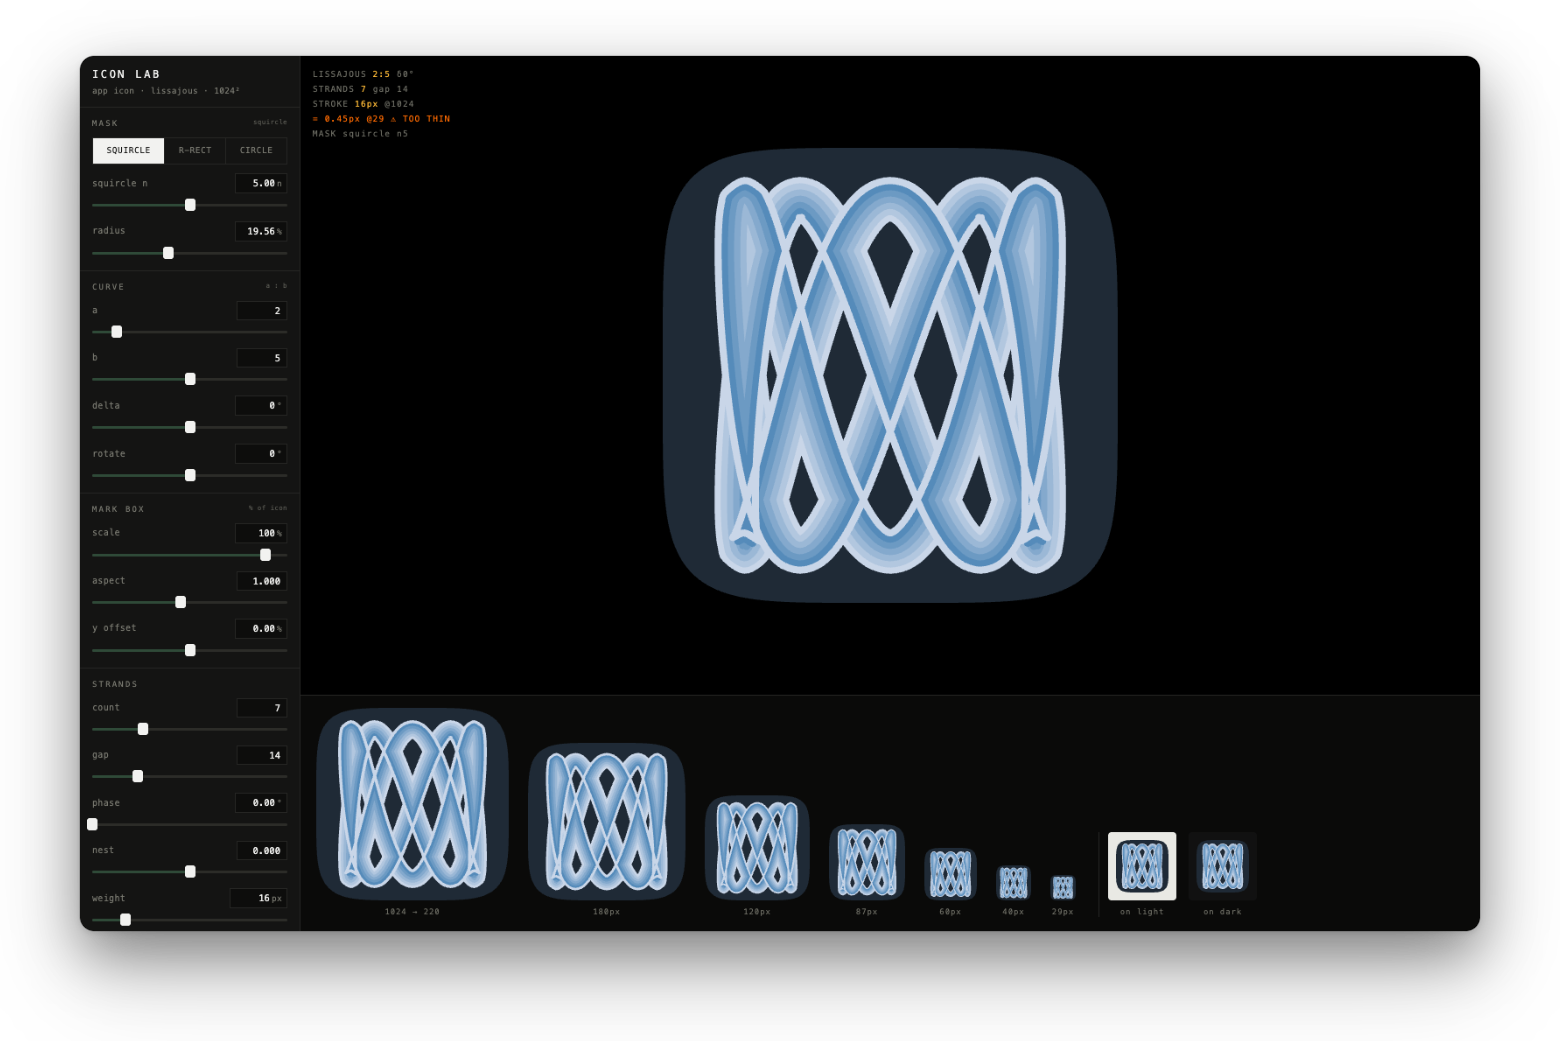 ICON LAB
app icon · lissajous · 1024²
MASK squircle
SQUIRCLE R-RECT CIRCLE
squircle n 5.00 n
radius 19.56 %
CURVE a : b
a 2
b 5
delta 0 °
rotate 0 °
MARK BOX % of icon
scale 100 %
aspect 1.000
y offset 0.00 %
STRANDS
count 7
gap 14
phase 0.00 °
nest 0.000
weight 16 px
LISSAJOUS 2:5 δ0°
STRANDS 7 gap 14
STROKE 16px @1024
= 0.45px @29 ⚠ TOO THIN
MASK squircle n5
1024 → 220
180px
120px
87px
60px
40px
29px
on light
on dark